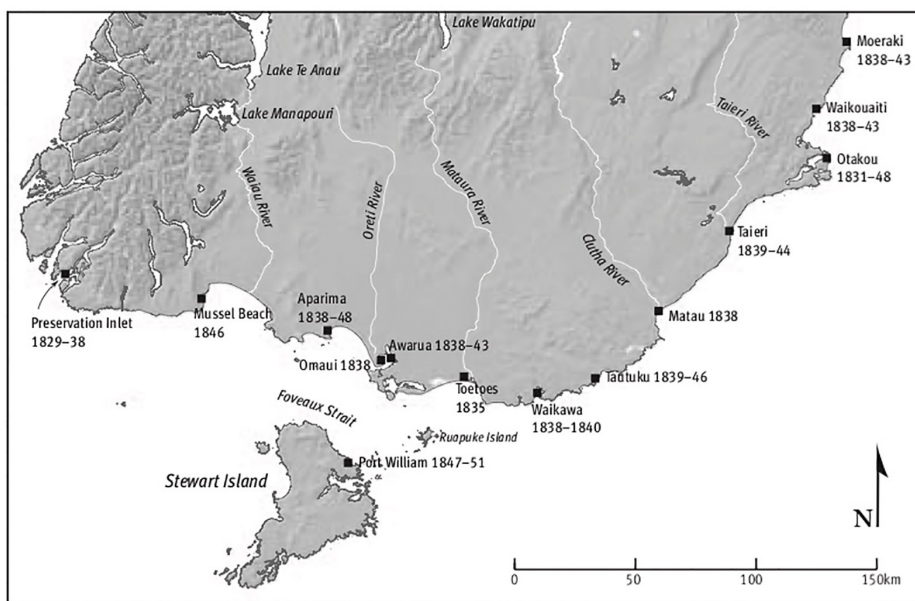 Lake Wakatipu
Moeraki
1838–43
Lake Te Anau
Lake Manapouri
Waikouaiti
1838–43
Taieri River
Otakou
1831–48
Waiau River
Oreti River
Mataura River
Clutha River
Taieri
1839–44
Preservation Inlet
1829–38
Mussel Beach
1846
Aparima
1838–48
Matau 1838
Awarua 1838–43
Omaui 1838
Toetoes
1835
Tautuku 1839–46
Waikawa
1838–1840
Foveaux Strait
Ruapuke Island
Port William 1847–51
Stewart Island
N
0 50 100 150km